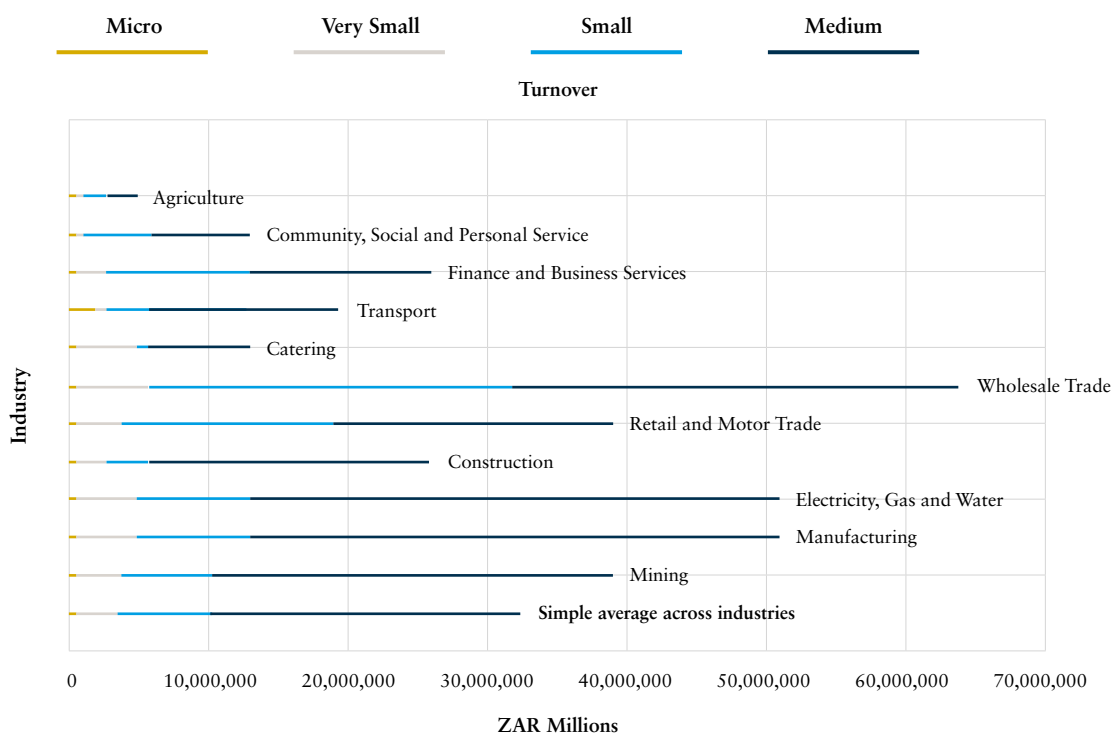 Micro Very Small Small Medium
Turnover
Agriculture
Community, Social and Personal Service
Finance and Business Services
Transport
Catering
Wholesale Trade
Retail and Motor Trade
Construction
Electricity, Gas and Water
Manufacturing
Mining
Simple average across industries
Industry
0 10,000,000 20,000,000 30,000,000 40,000,000 50,000,000 60,000,000 70,000,000
ZAR Millions